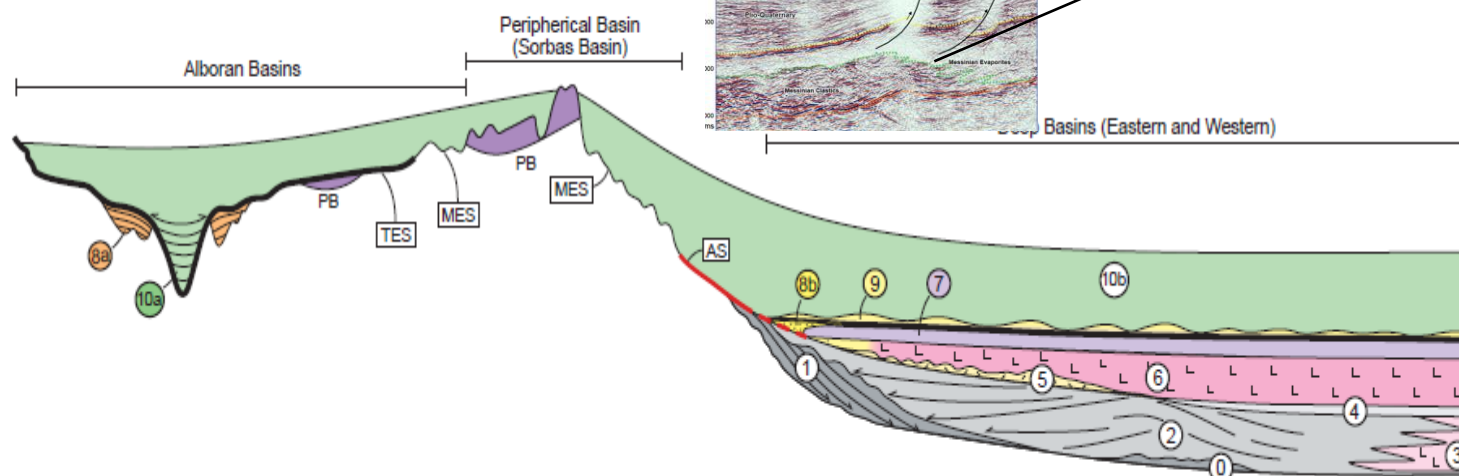 Peripherical Basin
(Sorbas Basin)
Alboran Basins
Plio-Quaternary
Messinian Evaporites
Messinian Clastics
ms
Basins (Eastern and Western)
PB
PB
MES
MES
TES
AS
8a
10a
8b
9
7
10b
1
5
6
4
2
3
0
L L L L L L L L L L